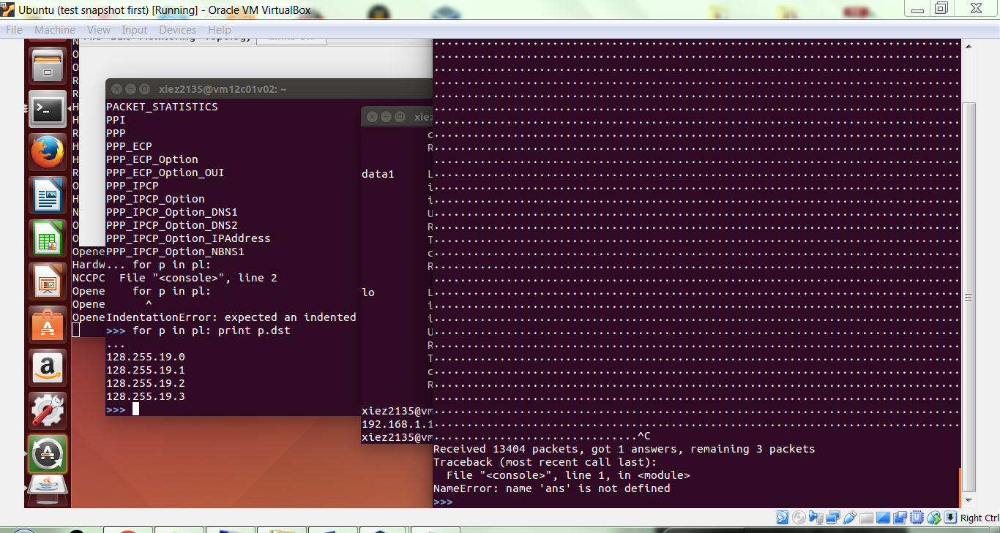 Ubuntu (test snapshot first) [Running] - Oracle VM VirtualBox
File Machine View Input Devices Help
xiez2135@vm12c01v02: ~
PACKET_STATISTICS
PPI
PPP
PPP_ECP
PPP_ECP_Option
PPP_ECP_Option_OUI
PPP_IPCP
PPP_IPCP_Option
PPP_IPCP_Option_DNS1
PPP_IPCP_Option_DNS2
PPP_IPCP_Option_IPAddress
PPP_IPCP_Option_NBNS1
... for p in pl:
File "<console>", line 2
for p in pl:
^
IndentationError: expected an indented
>>> for p in pl: print p.dst
...
128.255.19.0
128.255.19.1
128.255.19.2
128.255.19.3
>>>
Opene
Hardw
NCCPC
Opene
Opene
Opene
xiez
data1
lo
xiez2135@vm
192.168.1.1
xiez2135@vm
^C
Received 13404 packets, got 1 answers, remaining 3 packets
Traceback (most recent call last):
File "<console>", line 1, in <module>
NameError: name 'ans' is not defined
>>>
Right Ctrl